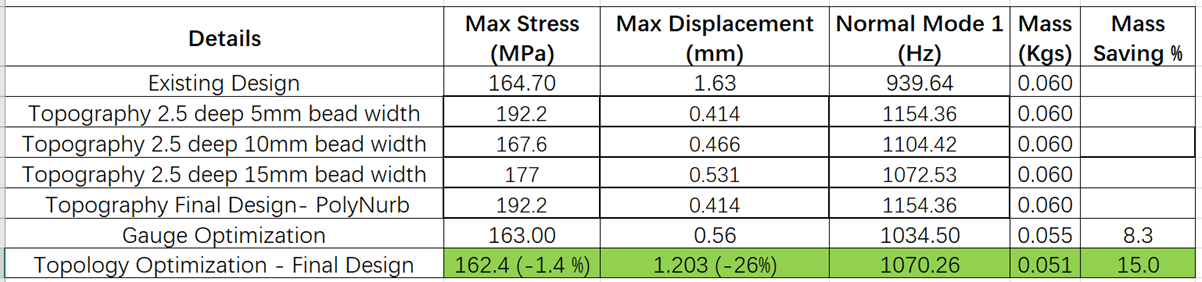 Details Max Stress (MPa) Max Displacement (mm) Normal Mode 1 (Hz) Mass (Kgs) Mass Saving %
Existing Design 164.70 1.63 939.64 0.060
Topography 2.5 deep 5mm bead width 192.2 0.414 1154.36 0.060
Topography 2.5 deep 10mm bead width 167.6 0.466 1104.42 0.060
Topography 2.5 deep 15mm bead width 177 0.531 1072.53 0.060
Topography Final Design- PolyNurb 192.2 0.414 1154.36 0.060
Gauge Optimization 163.00 0.56 1034.50 0.055 8.3
Topology Optimization - Final Design 162.4 (-1.4 %) 1.203 (-26%) 1070.26 0.051 15.0